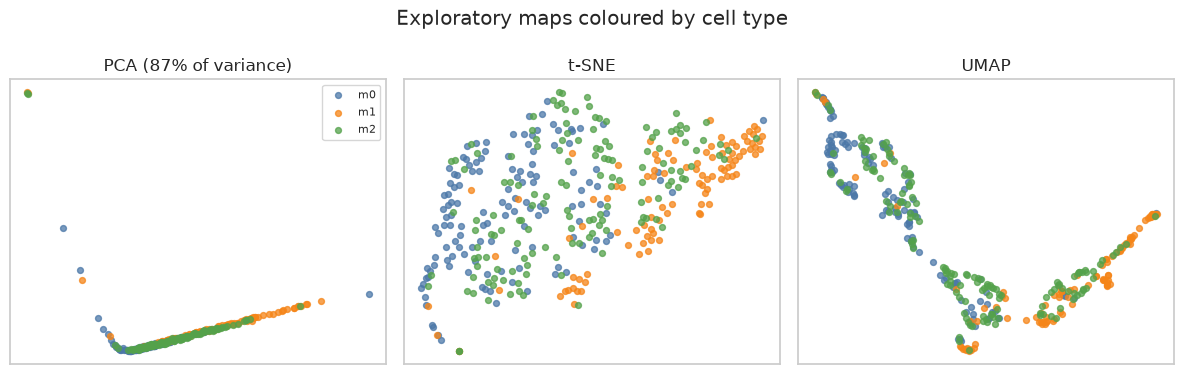 Exploratory maps coloured by cell type
PCA (87% of variance)
t-SNE
UMAP
m0
m1
m2